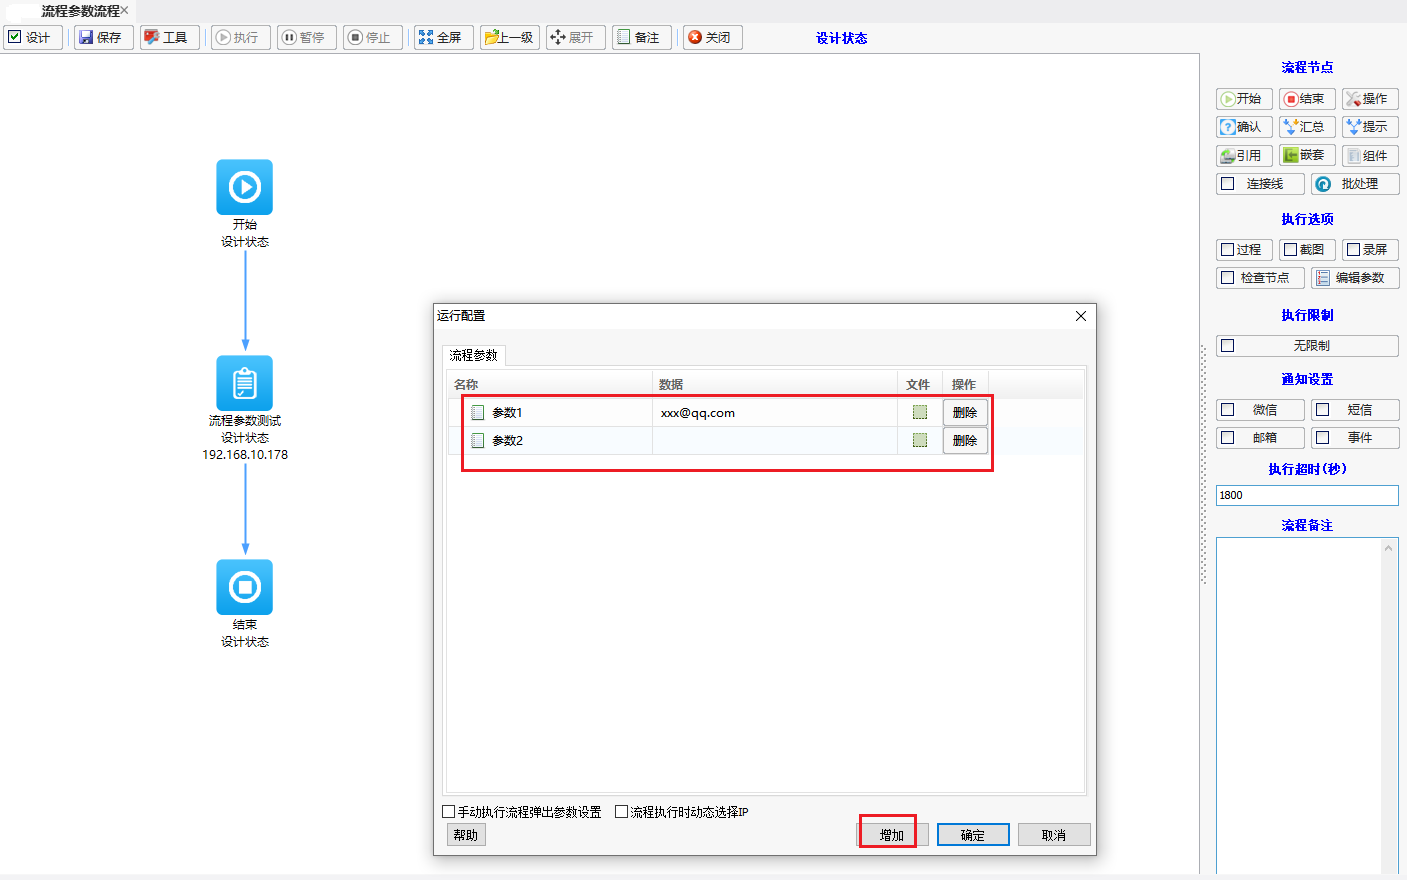 流程参数流程
设计 保存 工具 执行 暂停 停止 全屏 上一级 展开 备注 关闭 设计状态
流程节点
开始 结束 操作
确认 汇总 提示
引用 嵌套 组件
连接线 批处理
执行选项
过程 截图 录屏
检查节点 编辑参数
执行限制
无限制
通知设置
微信 短信
邮箱 事件
执行超时(秒)
1800
流程备注
开始
设计状态
流程参数测试
设计状态
192.168.10.178
结束
设计状态
运行配置
流程参数
名称 数据 文件 操作
参数1 xxx@qq.com 删除
参数2 删除
手动执行流程弹出参数设置 流程执行时动态选择IP
帮助 增加 确定 取消